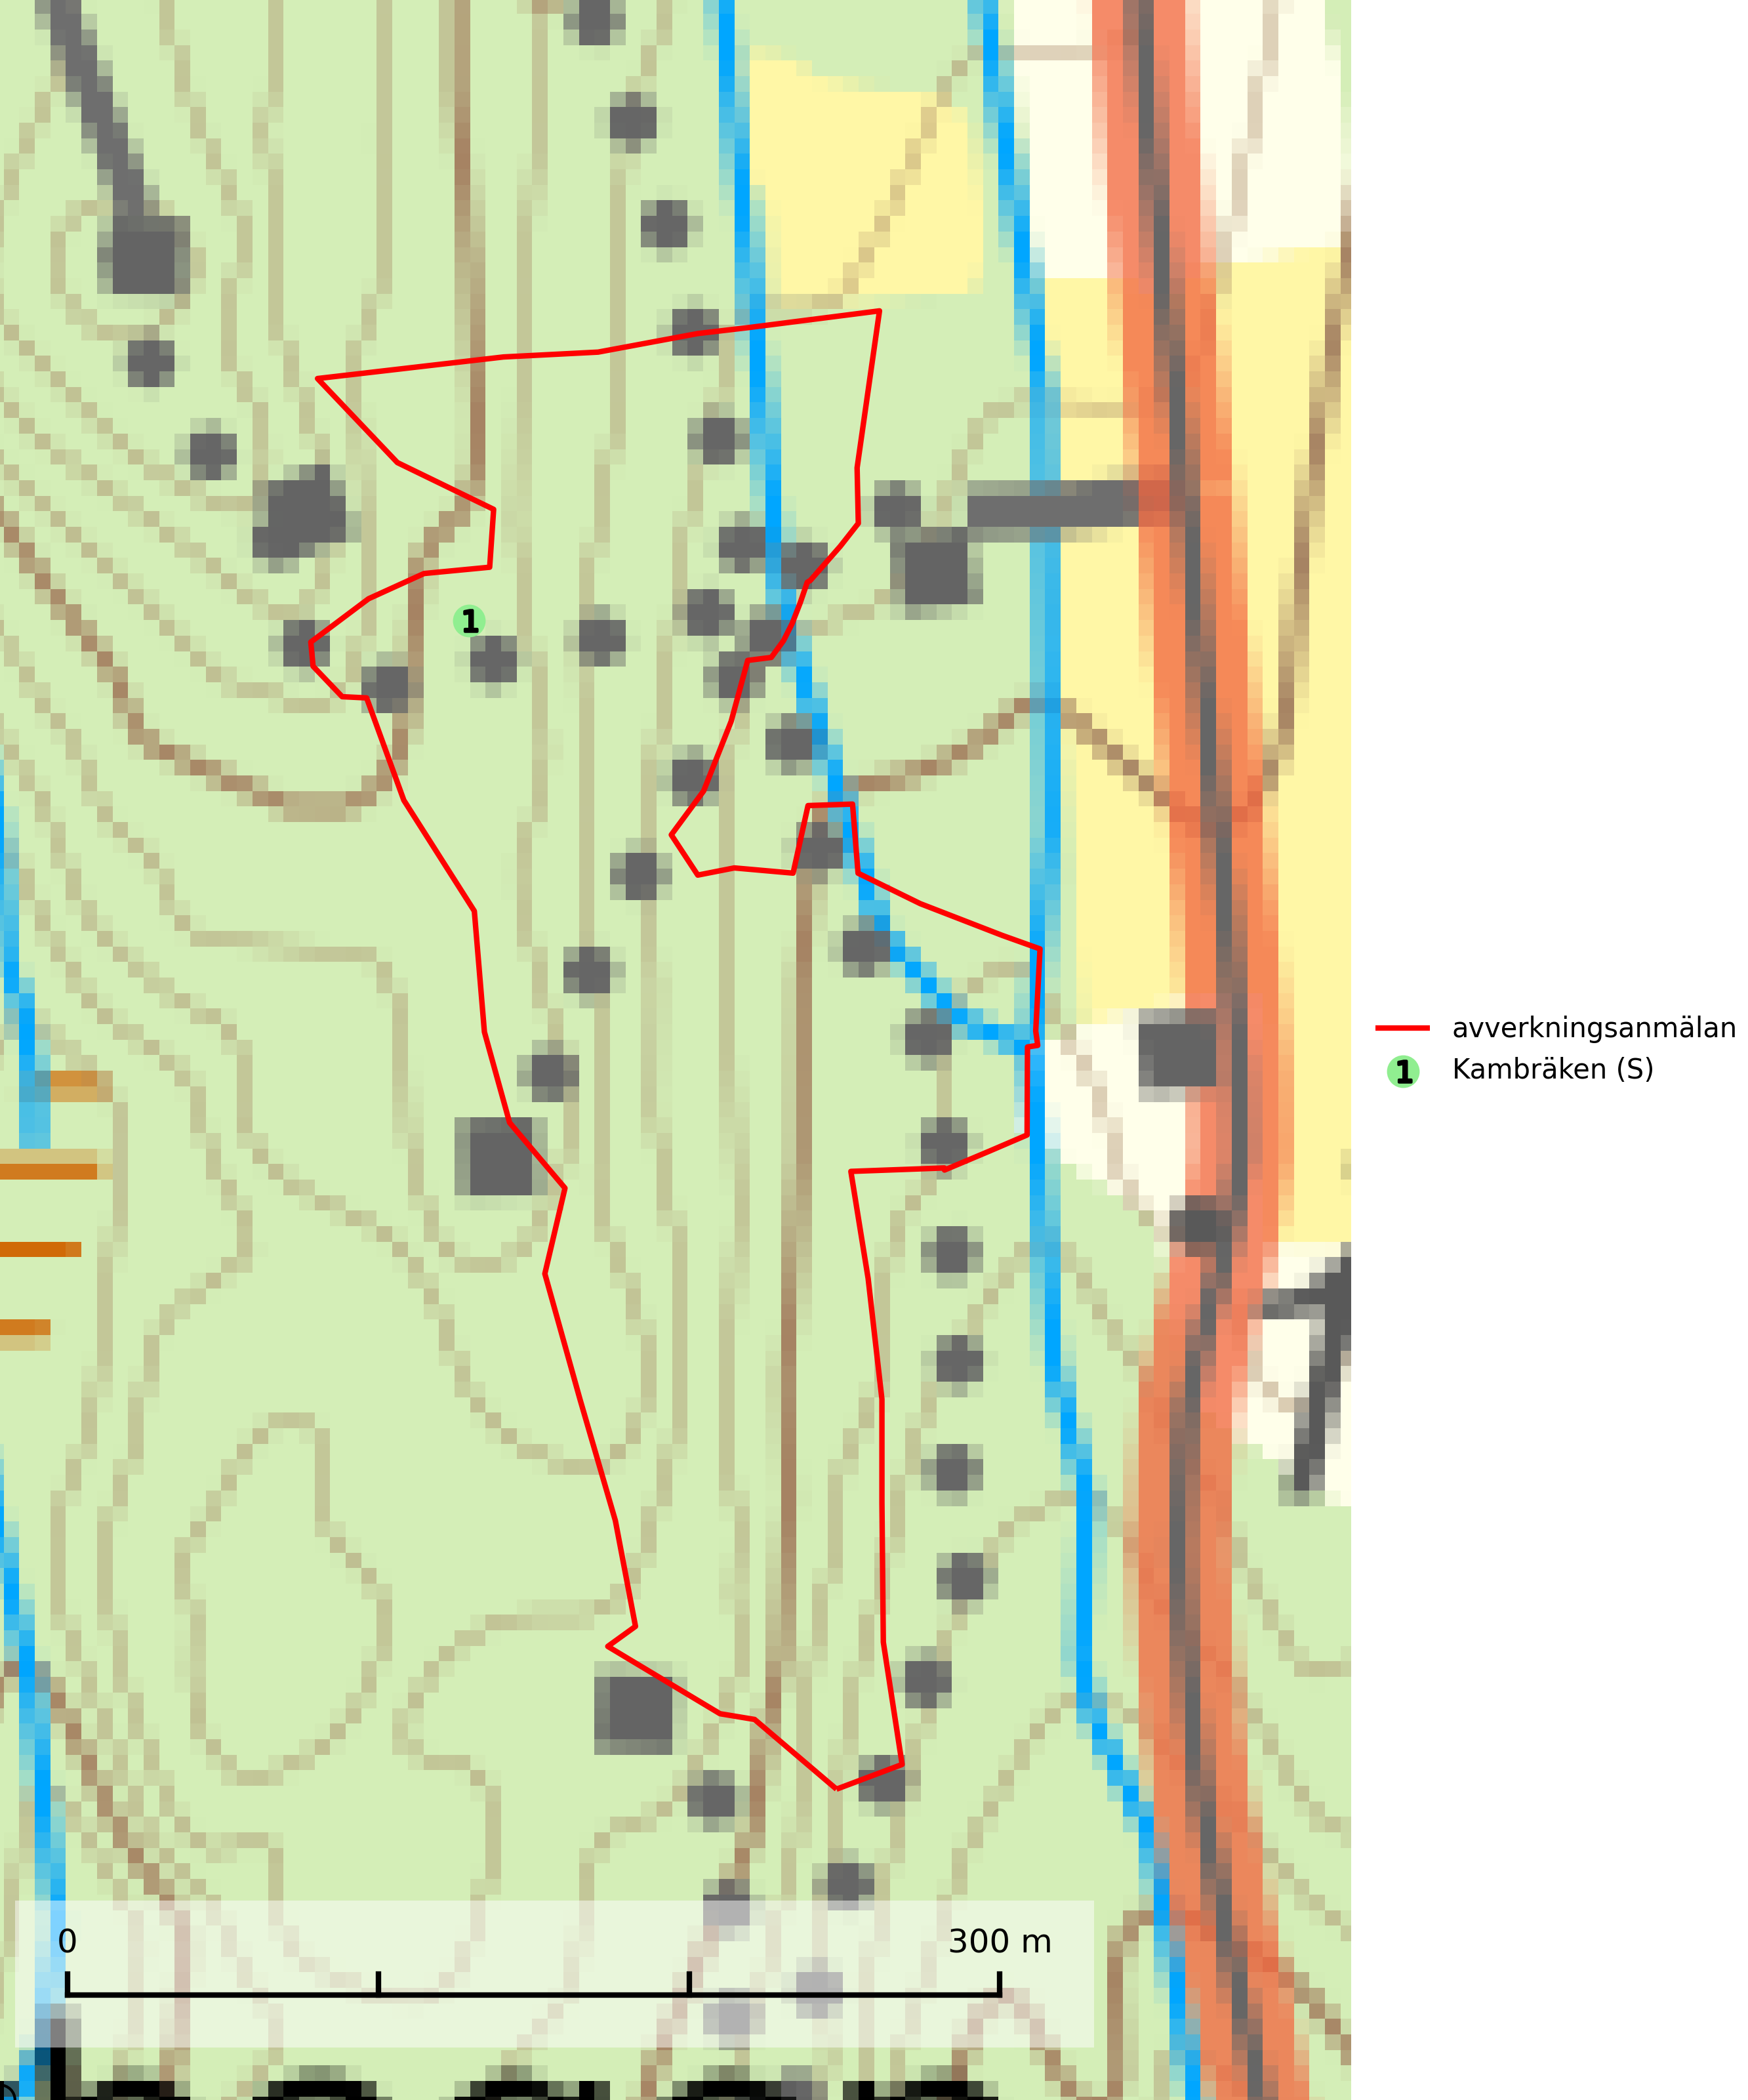 1
avverkningsanmälan
1 Kambräken (S)
0 300 m